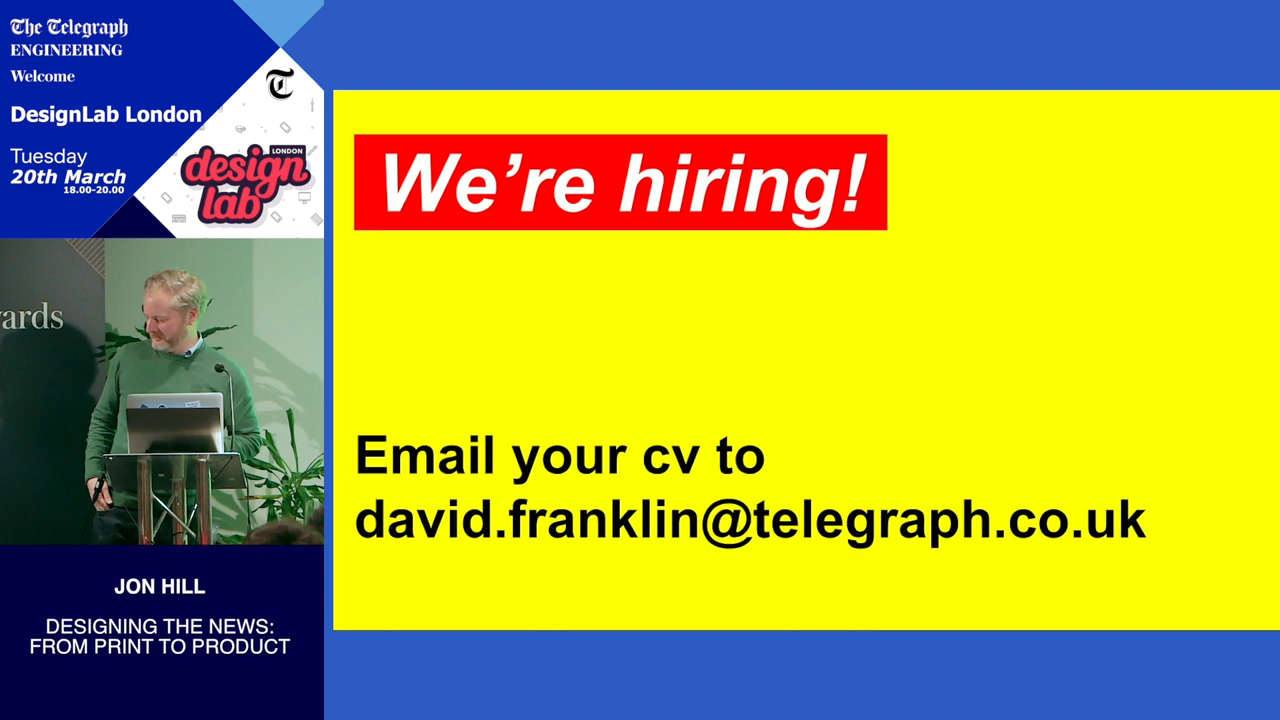 The Telegraph
ENGINEERING
Welcome
DesignLab London
Tuesday
20th March
18.00-20.00
T
LONDON
design
lab
ards
JON HILL
DESIGNING THE NEWS:
FROM PRINT TO PRODUCT
We’re hiring!
Email your cv to
david.franklin@telegraph.co.uk